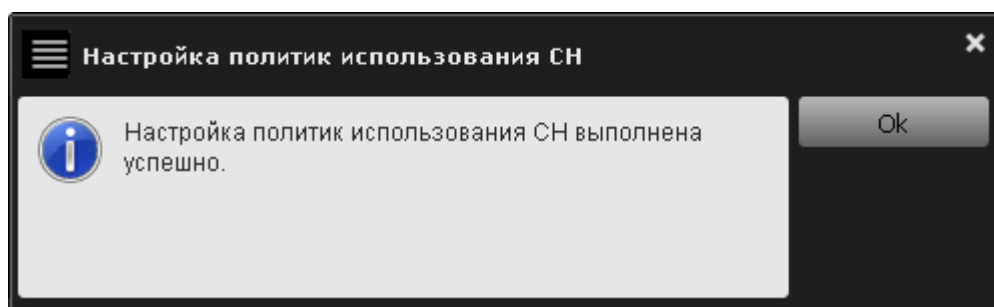 Настройка политик использования СН
Настройка политик использования СН выполнена
успешно.
Ok